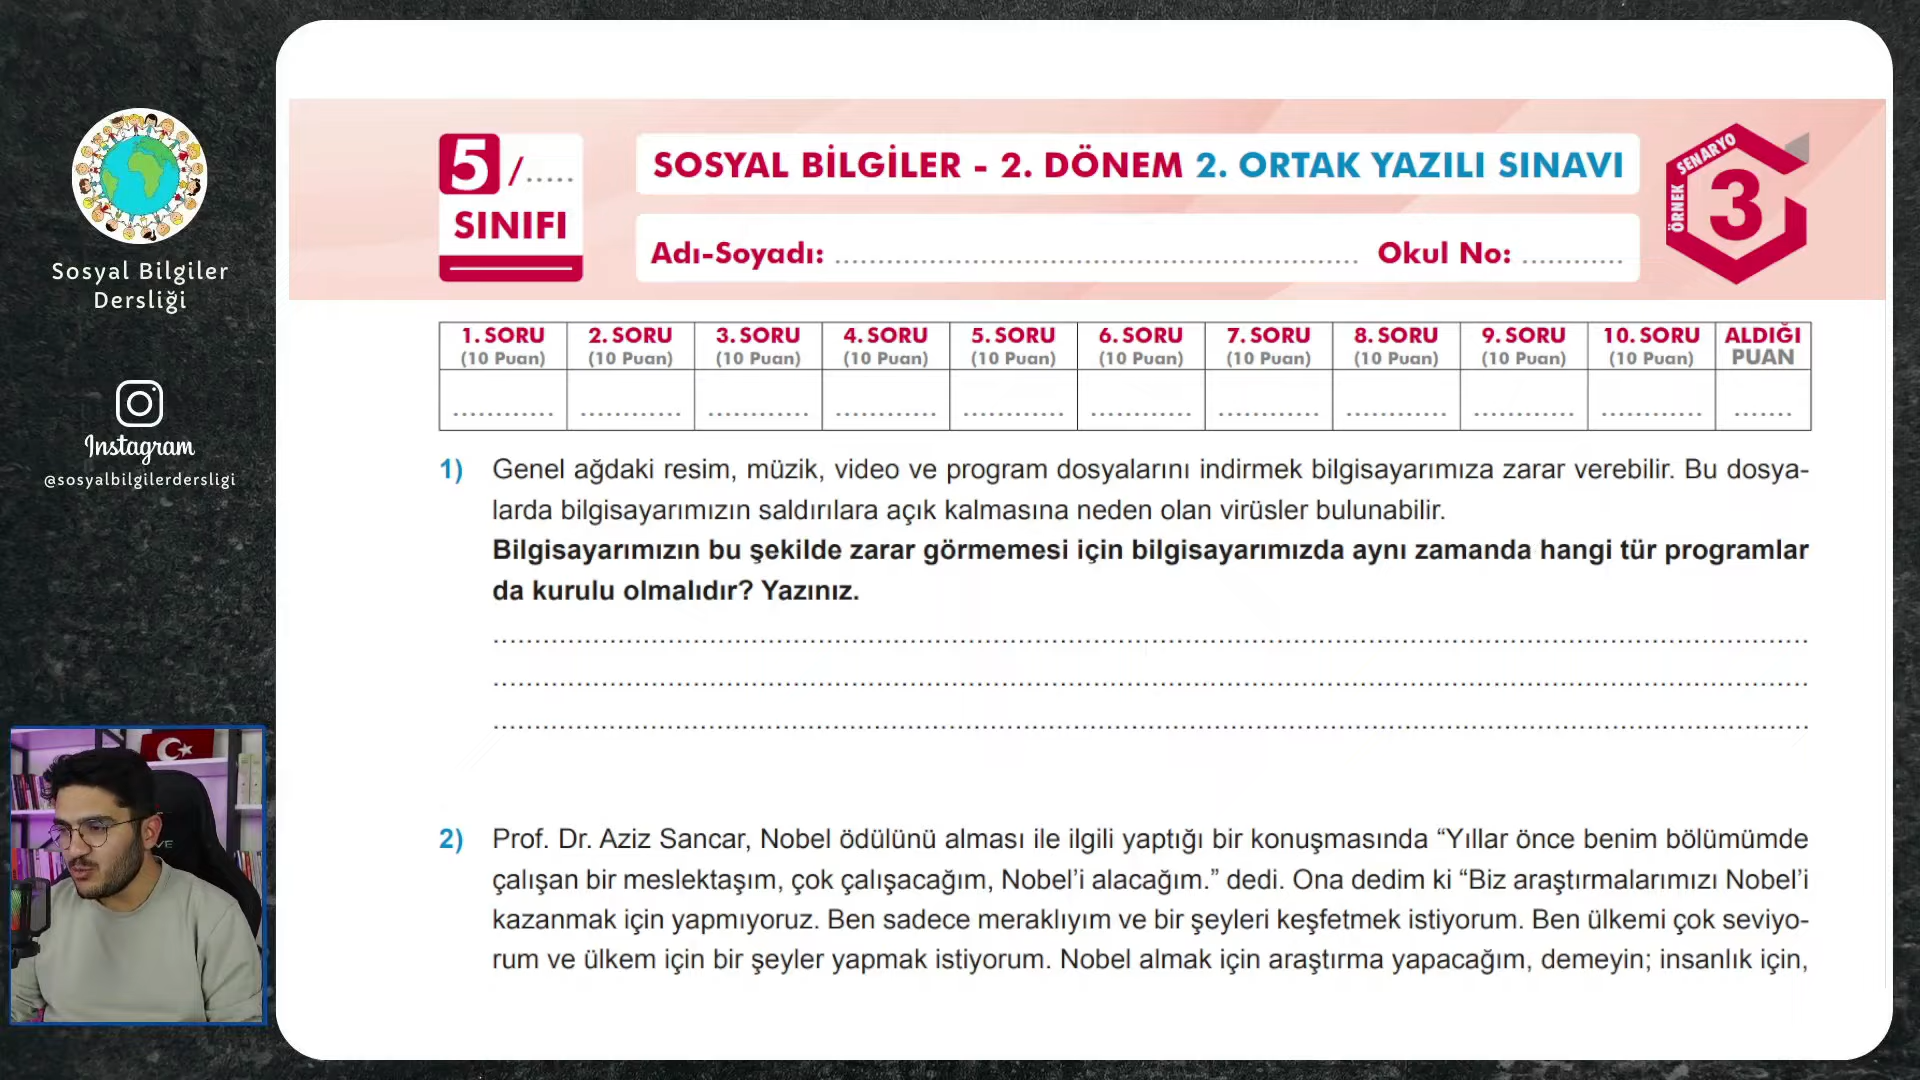 Sosyal Bilgiler
Dersliği
Instagram
@sosyalbilgilerdersligi
5 /.....
SINIFI
SOSYAL BİLGİLER - 2. DÖNEM 2. ORTAK YAZILI SINAVI
Adı-Soyadı: ........................................................ Okul No: ............
ÖRNEK SENARYO
3
1. SORU 2. SORU 3. SORU 4. SORU 5. SORU 6. SORU 7. SORU 8. SORU 9. SORU 10. SORU ALDIĞI
(10 Puan) (10 Puan) (10 Puan) (10 Puan) (10 Puan) (10 Puan) (10 Puan) (10 Puan) (10 Puan) (10 Puan) PUAN
1) Genel ağdaki resim, müzik, video ve program dosyalarını indirmek bilgisayarımıza zarar verebilir. Bu dosya-
larda bilgisayarımızın saldırılara açık kalmasına neden olan virüsler bulunabilir.
Bilgisayarımızın bu şekilde zarar görmemesi için bilgisayarımızda aynı zamanda hangi tür programlar
da kurulu olmalıdır? Yazınız.
2) Prof. Dr. Aziz Sancar, Nobel ödülünü alması ile ilgili yaptığı bir konuşmasında “Yıllar önce benim bölümümde
çalışan bir meslektaşım, çok çalışacağım, Nobel’i alacağım.” dedi. Ona dedim ki “Biz araştırmalarımızı Nobel’i
kazanmak için yapmıyoruz. Ben sadece meraklıyım ve bir şeyleri keşfetmek istiyorum. Ben ülkemi çok seviyo-
rum ve ülkem için bir şeyler yapmak istiyorum. Nobel almak için araştırma yapacağım, demeyin; insanlık için,